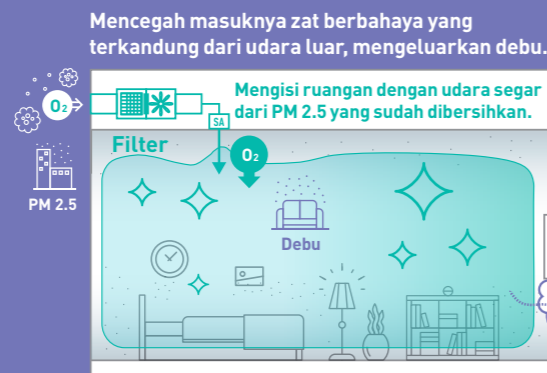 Mencegah masuknya zat berbahaya yang
terkandung dari udara luar, mengeluarkan debu.
Mengisi ruangan dengan udara segar
dari PM 2.5 yang sudah dibersihkan.
O₂
SA
Filter
O₂
PM 2.5
Debu